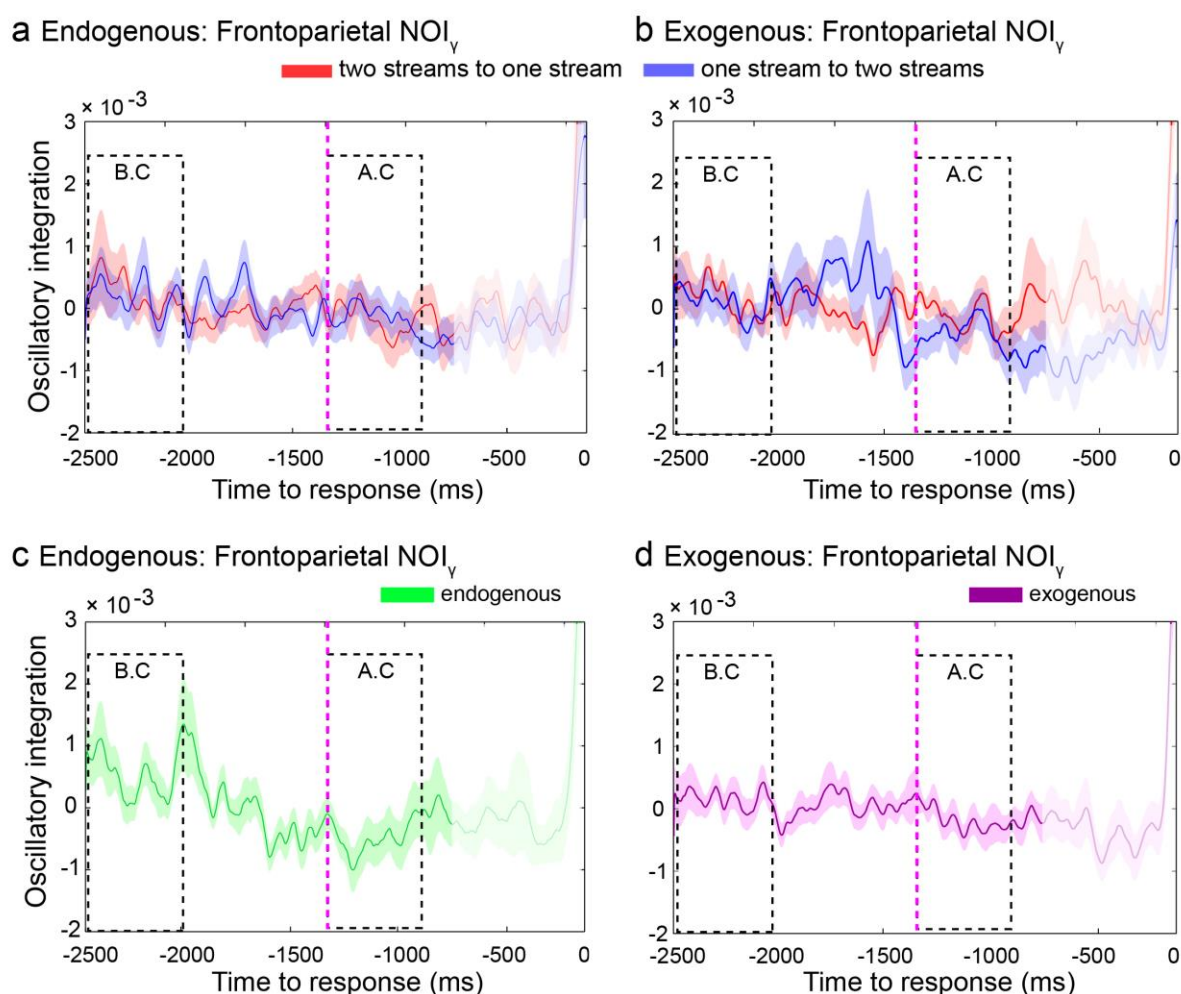 a Endogenous: Frontoparietal NOIγ
b Exogenous: Frontoparietal NOIγ
two streams to one stream
one stream to two streams
× 10 -3
3
2
1
0
-1
-2
Oscillatory integration
B.C
A.C
-2500 -2000 -1500 -1000 -500 0
Time to response (ms)
× 10 -3
3
2
1
0
-1
-2
B.C
A.C
-2500 -2000 -1500 -1000 -500 0
Time to response (ms)
c Endogenous: Frontoparietal NOIγ
endogenous
× 10 -3
3
2
1
0
-1
-2
Oscillatory integration
B.C
A.C
-2500 -2000 -1500 -1000 -500 0
Time to response (ms)
d Exogenous: Frontoparietal NOIγ
exogenous
× 10 -3
3
2
1
0
-1
-2
B.C
A.C
-2500 -2000 -1500 -1000 -500 0
Time to response (ms)